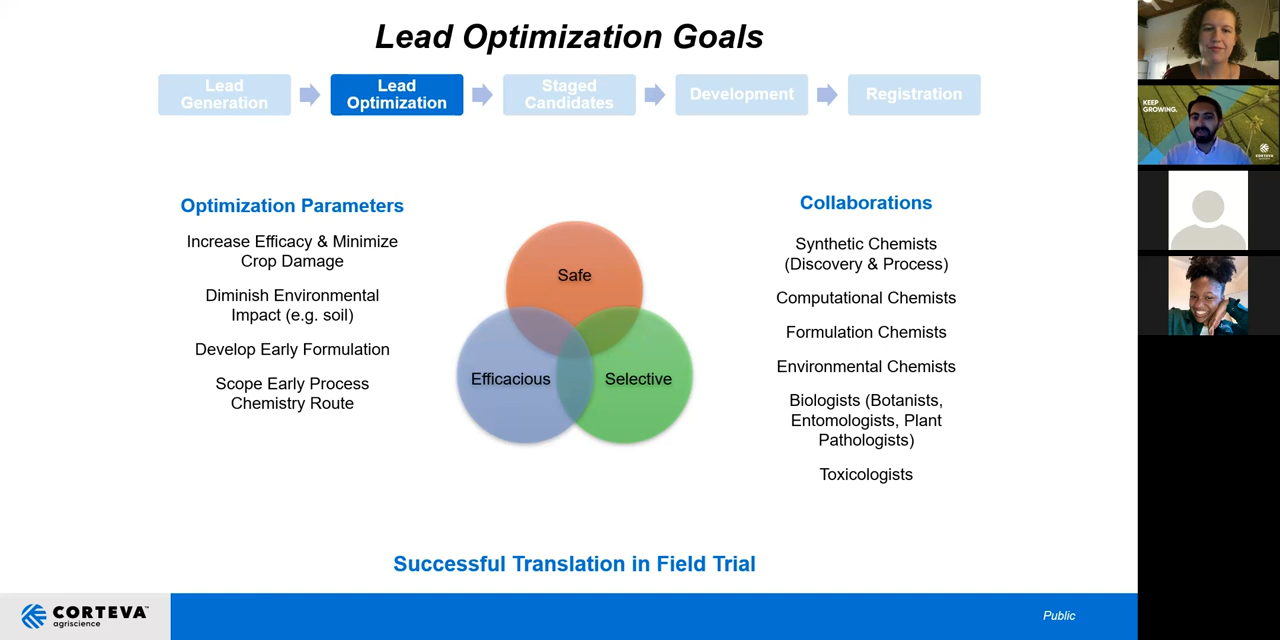 Lead Optimization Goals
Lead
Generation
Lead
Optimization
Staged
Candidates
Development
Registration
Optimization Parameters
Increase Efficacy & Minimize
Crop Damage
Diminish Environmental
Impact (e.g. soil)
Develop Early Formulation
Scope Early Process
Chemistry Route
Safe
Efficacious
Selective
Collaborations
Synthetic Chemists
(Discovery & Process)
Computational Chemists
Formulation Chemists
Environmental Chemists
Biologists (Botanists,
Entomologists, Plant
Pathologists)
Toxicologists
Successful Translation in Field Trial
CORTEVA™
agriscience
Public
KEEP
GROWING.
CORTEVA